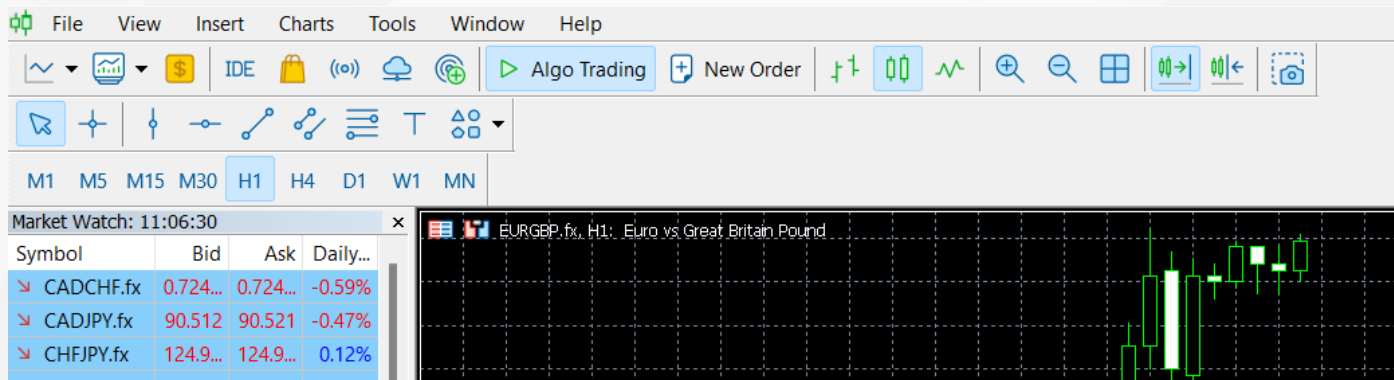 File View Insert Charts Tools Window Help
$ IDE Algo Trading New Order
T
M1 M5 M15 M30 H1 H4 D1 W1 MN
Market Watch: 11:06:30
EURGBP.fx, H1: Euro vs Great Britain Pound
Symbol Bid Ask Daily...
CADCHF.fx 0.724... 0.724... -0.59%
CADJPY.fx 90.512 90.521 -0.47%
CHFJPY.fx 124.9... 124.9... 0.12%